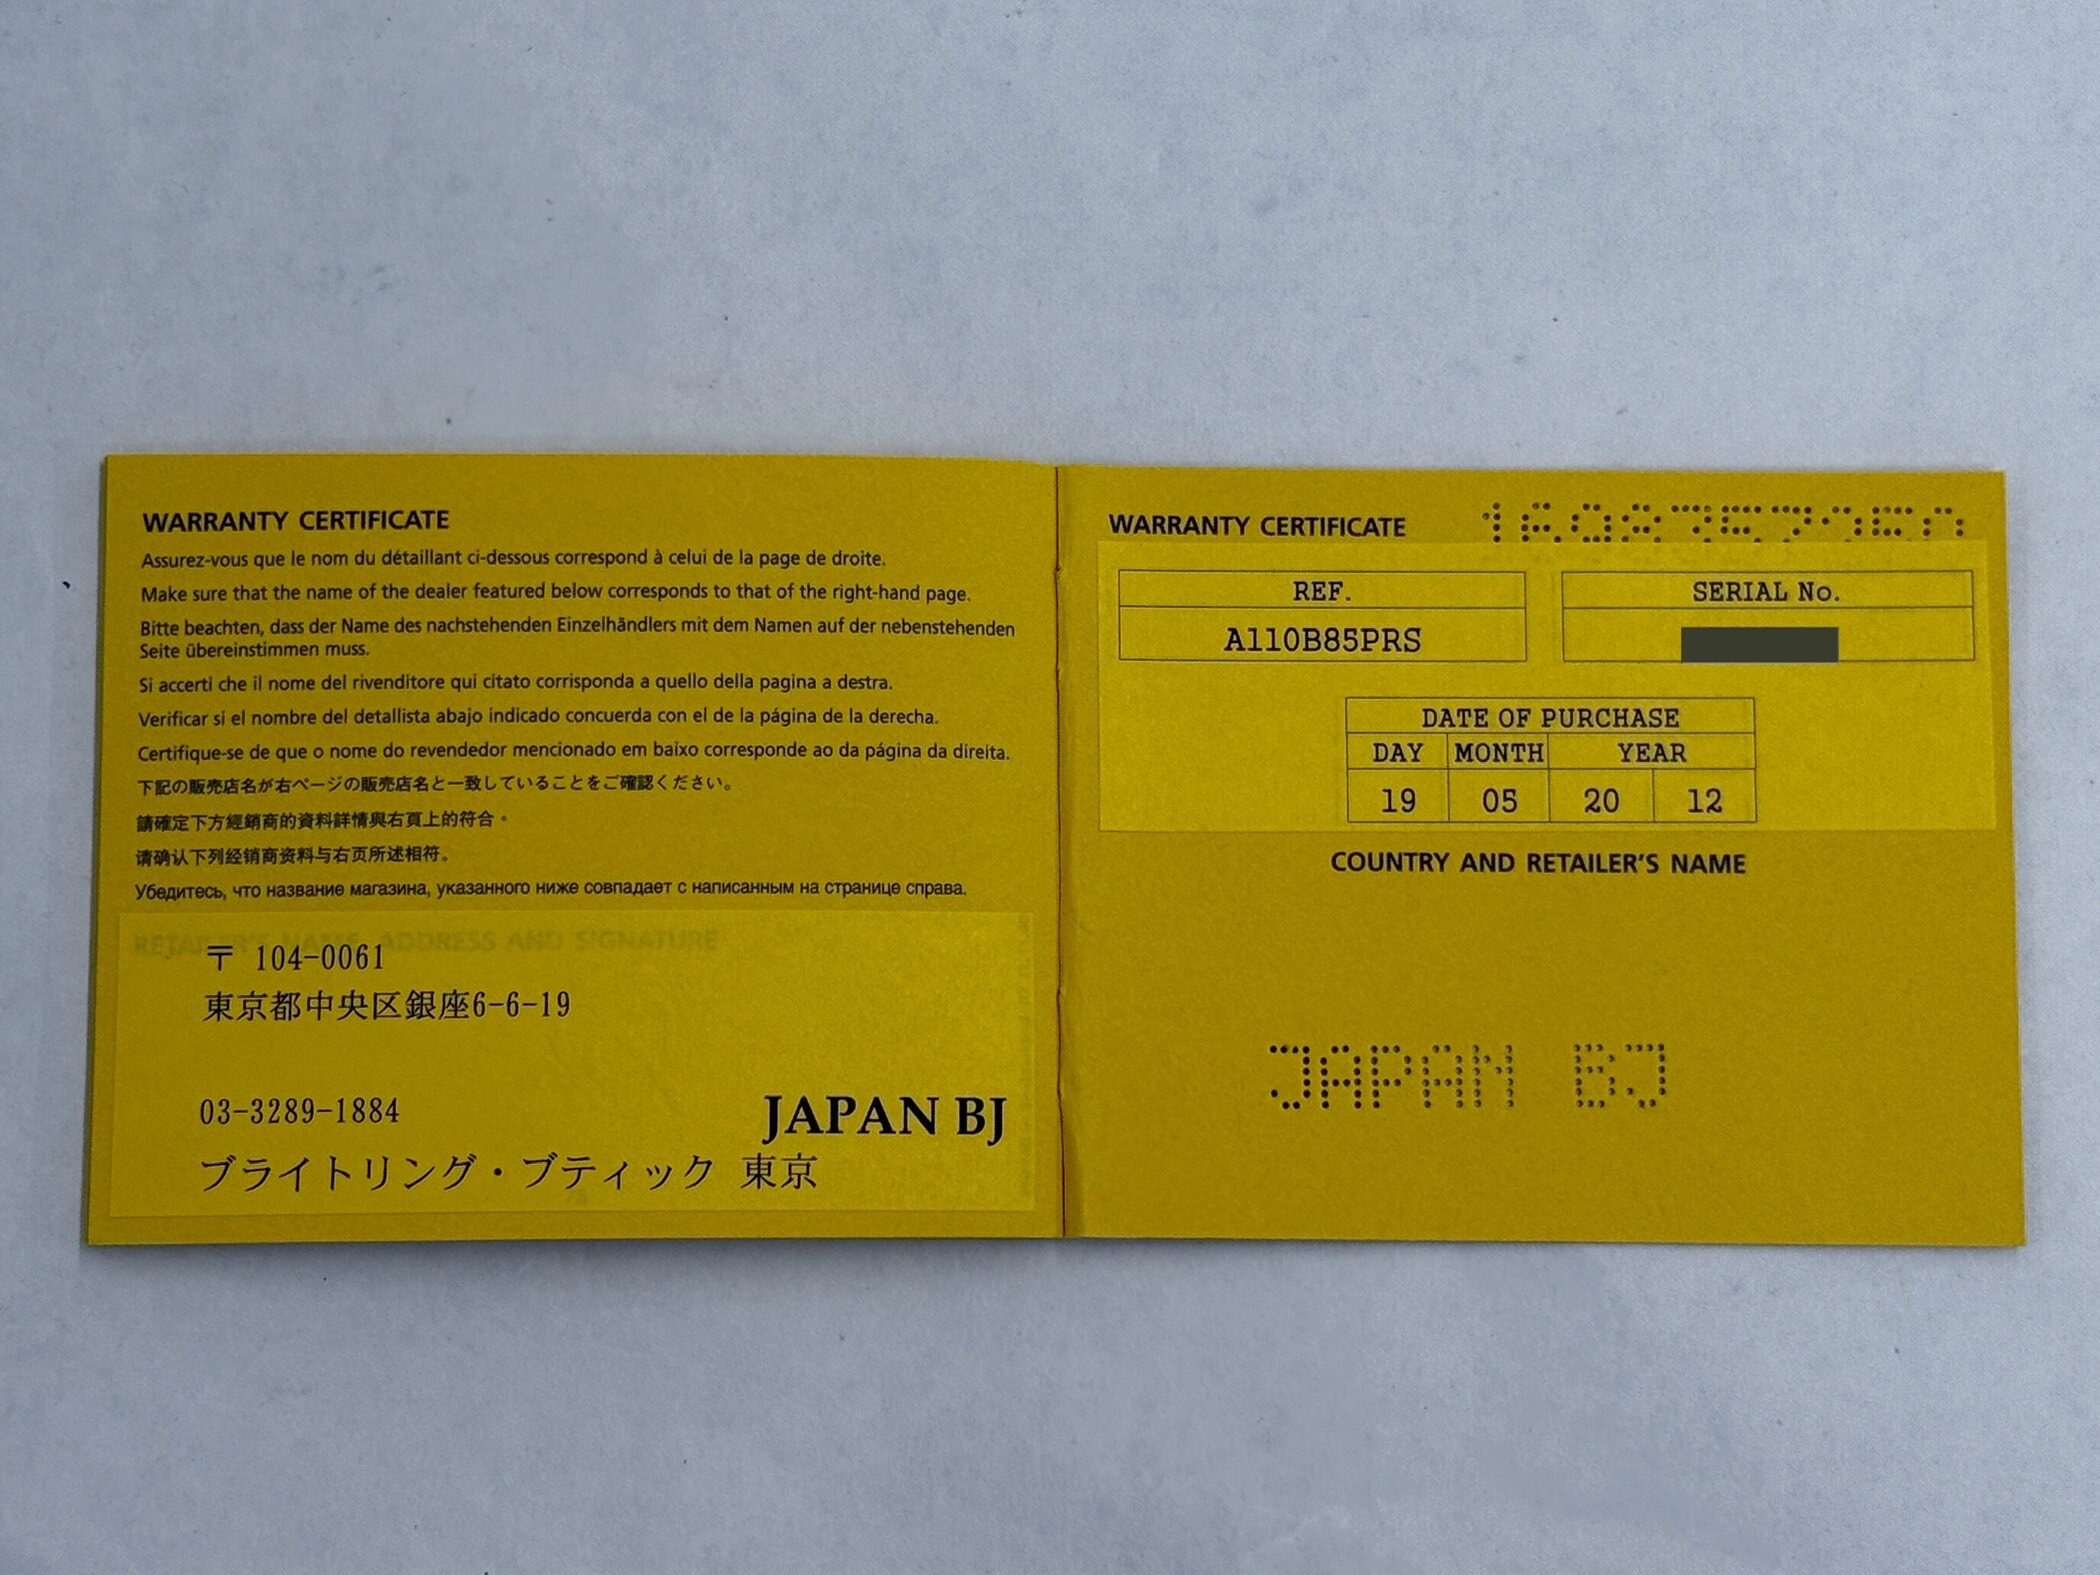 WARRANTY CERTIFICATE
Assurez-vous que le nom du détaillant ci-dessous correspond à celui de la page de droite.
Make sure that the name of the dealer featured below corresponds to that of the right-hand page.
Bitte beachten, dass der Name des nachstehenden Einzelhändlers mit dem Namen auf der nebenstehenden
Seite übereinstimmen muss.
Si accerti che il nome del rivenditore qui citato corrisponda a quello della pagina a destra.
Verificar si el nombre del detallista abajo indicado concuerda con el de la página de la derecha.
Certifique-se de que o nome do revendedor mencionado em baixo corresponde ao da página da direita.
下記の販売店名が右ページの販売店名と一致していることをご確認ください。
請確定下方經銷商的資料詳情與右頁上的符合。
请确认下列经销商资料与右页所述相符。
Убедитесь, что название магазина, указанного ниже совпадает с написанным на странице справа.
RETAILER'S NAME, ADDRESS AND SIGNATURE
〒 104-0061
東京都中央区銀座6-6-19
03-3289-1884
JAPAN BJ
ブライトリング・ブティック 東京
WARRANTY CERTIFICATE
REF.
A110B85PRS
SERIAL No.
DATE OF PURCHASE
DAY MONTH YEAR
19 05 20 12
COUNTRY AND RETAILER'S NAME
JAPAN BJ